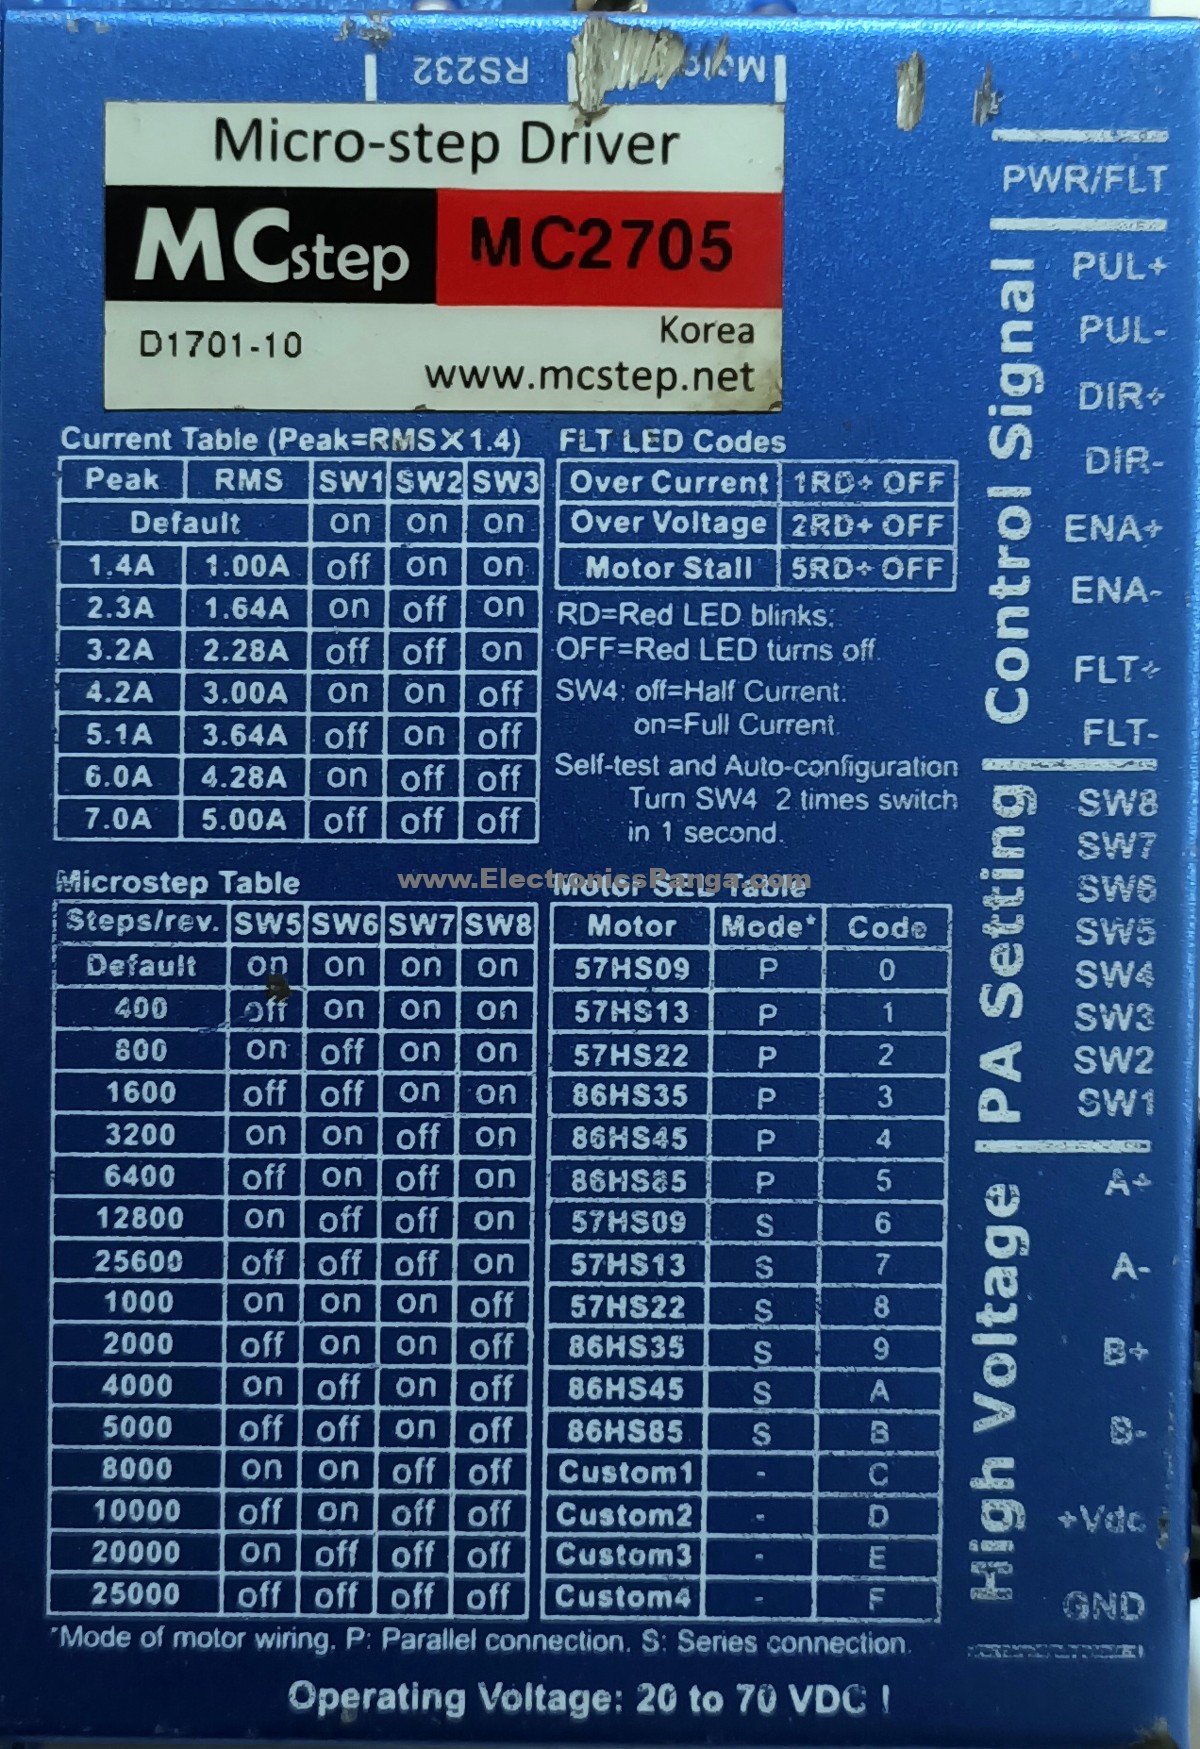 RS232
Micro-step Driver
MCstep MC2705
D1701-10
Korea
www.mcstep.net
Current Table (Peak=RMSX1.4)
Peak RMS SW1 SW2 SW3
Default on on on
1.4A 1.00A off on on
2.3A 1.64A on off on
3.2A 2.28A off off on
4.2A 3.00A on on off
5.1A 3.64A off on off
6.0A 4.28A on off off
7.0A 5.00A off off off
FLT LED Codes
Over Current 1RD+ OFF
Over Voltage 2RD+ OFF
Motor Stall 5RD+ OFF
RD=Red LED blinks;
OFF=Red LED turns off.
SW4: off=Half Current:
on=Full Current.
Self-test and Auto-configuration
Turn SW4 2 times switch
in 1 second.
www.ElectronicsPanga.com
Microstep Table
Steps/rev. SW5 SW6 SW7 SW8
Default on on on on
400 off on on on
800 on off on on
1600 off off on on
3200 on on off on
6400 off on off on
12800 on off off on
25600 off off off on
1000 on on on off
2000 off on on off
4000 on off on off
5000 off off on off
8000 on on off off
10000 off on off off
20000 on off off off
25000 off off off off
Motor SEL Table
Motor Mode* Code
57HS09 P 0
57HS13 P 1
57HS22 P 2
86HS35 P 3
86HS45 P 4
86HS85 P 5
57HS09 S 6
57HS13 S 7
57HS22 S 8
86HS35 S 9
86HS45 S A
86HS85 S B
Custom1 - C
Custom2 - D
Custom3 - E
Custom4 - F
*Mode of motor wiring. P: Parallel connection. S: Series connection.
Operating Voltage: 20 to 70 VDC !
PWR/FLT
Control Signal
PUL+
PUL-
DIR+
DIR-
ENA+
ENA-
FLT+
FLT-
PA Setting
SW8
SW7
SW6
SW5
SW4
SW3
SW2
SW1
High Voltage
A+
A-
B+
B-
+Vdc
GND